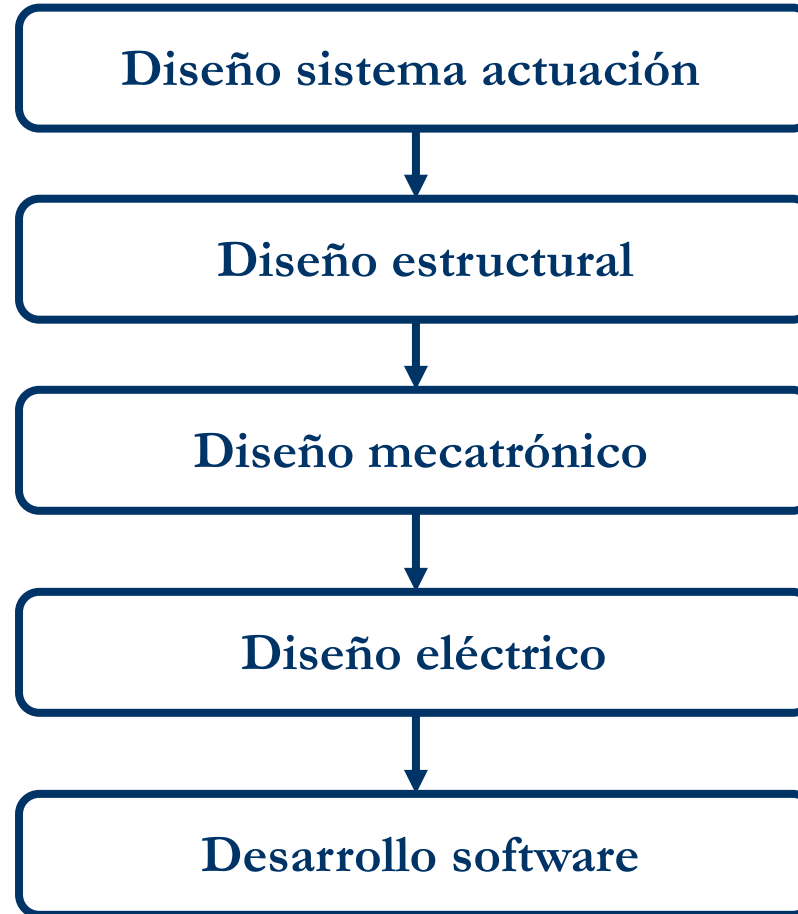 Diseño sistema actuación
Diseño estructural
Diseño mecatrónico
Diseño eléctrico
Desarrollo software